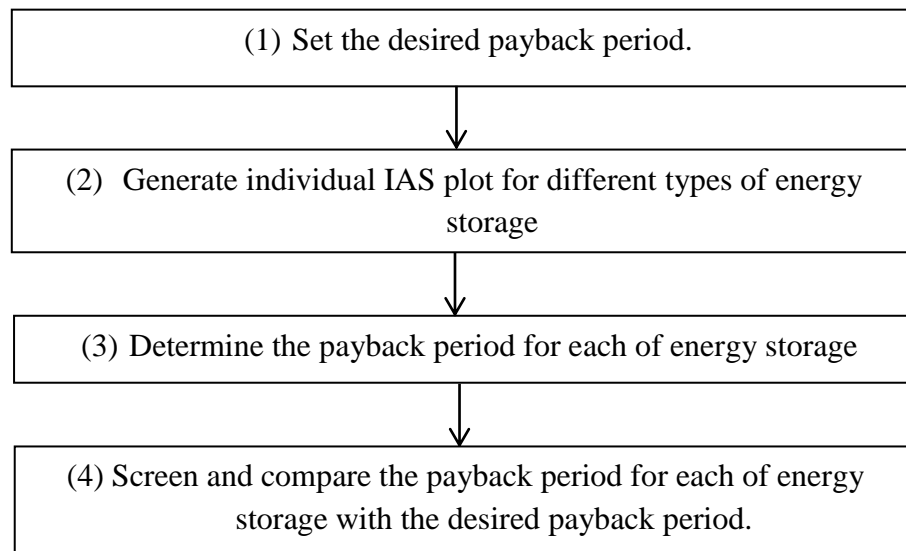 (1) Set the desired payback period.
(2) Generate individual IAS plot for different types of energy
storage
(3) Determine the payback period for each of energy storage
(4) Screen and compare the payback period for each of energy
storage with the desired payback period.